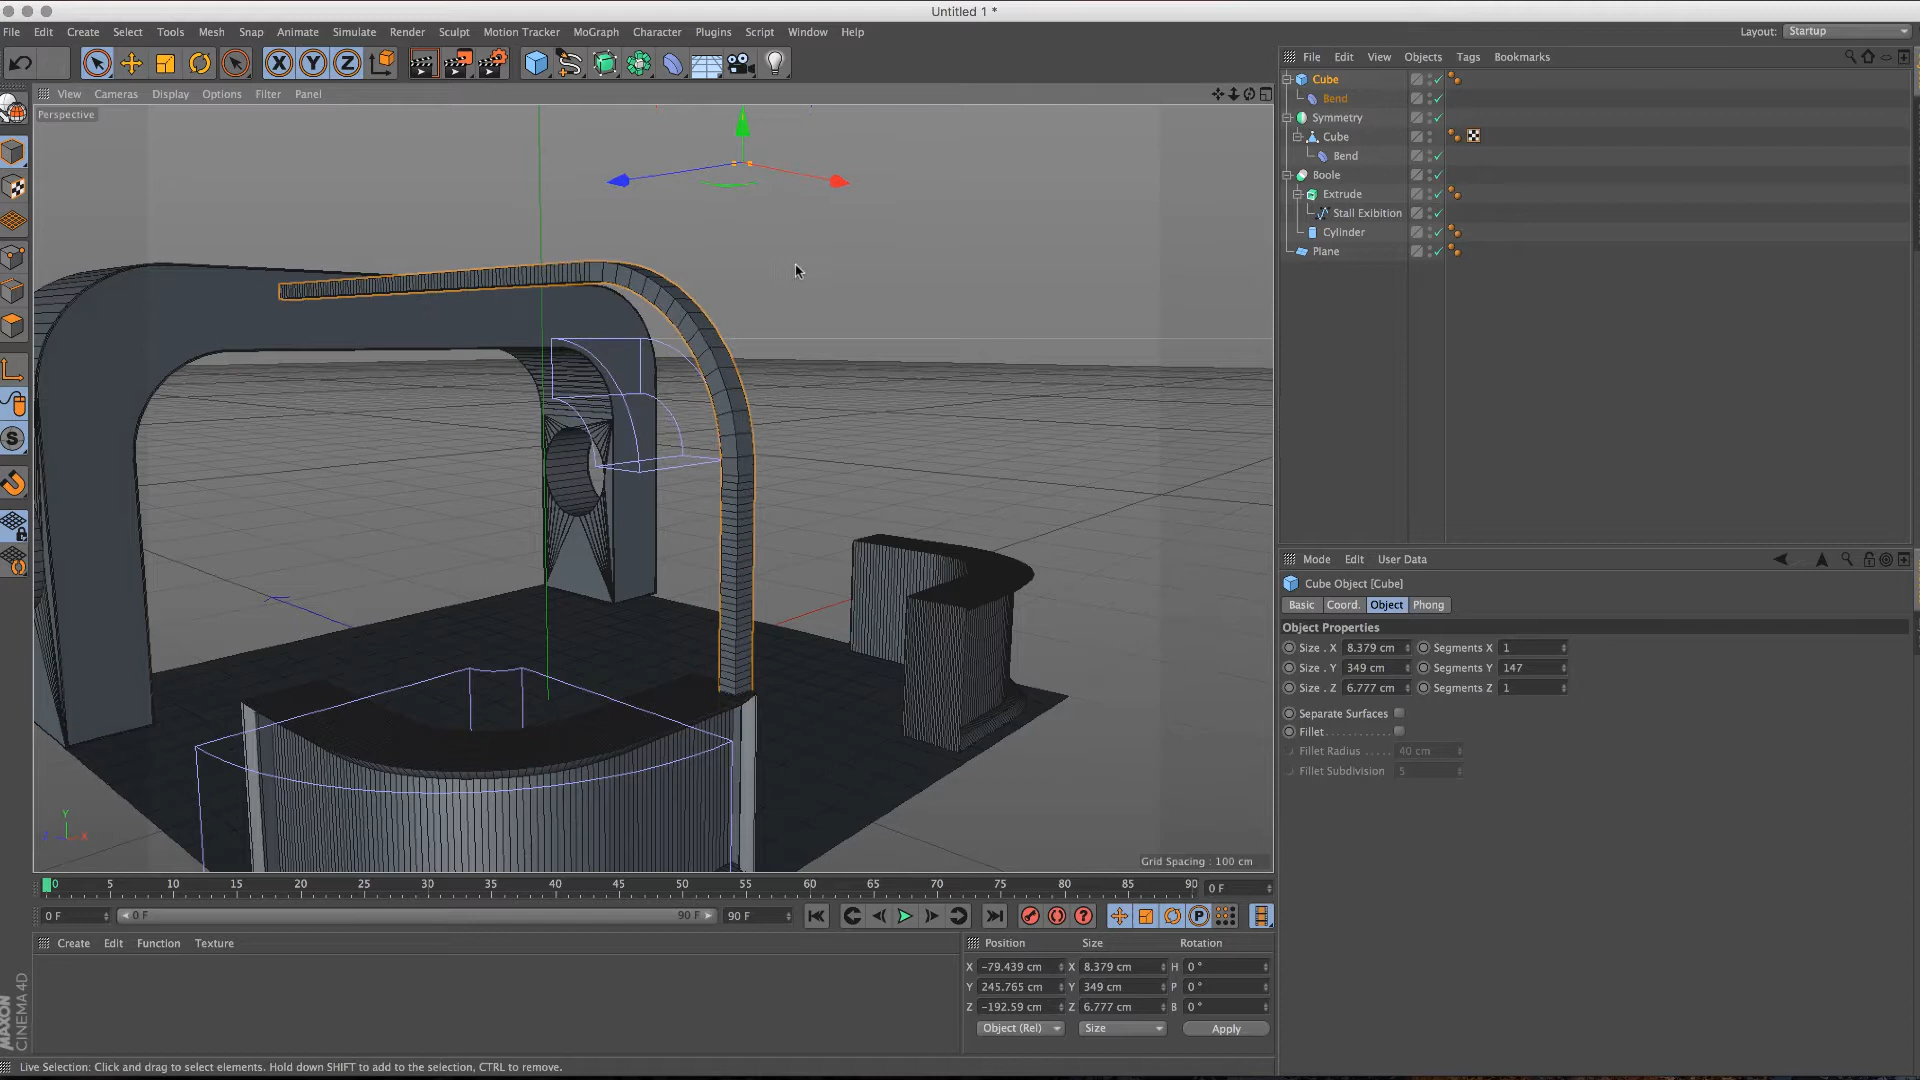 Untitled 1 *
File Edit Create Select Tools Mesh Snap Animate Simulate Render Sculpt Motion Tracker MoGraph Character Plugins Script Window Help
Layout: Startup
X Y Z
File Edit View Objects Tags Bookmarks
View Cameras Display Options Filter Panel
Perspective
Cube
Bend
Symmetry
Cube
Bend
Boole
Extrude
Stall Exibition
Cylinder
Plane
S
Y
X
Grid Spacing : 100 cm
Mode Edit User Data
Cube Object [Cube]
Basic Coord. Object Phong
Object Properties
Size . X 8.379 cm Segments X 1
Size . Y 349 cm Segments Y 147
Size . Z 6.777 cm Segments Z 1
Separate Surfaces
Fillet
Fillet Radius 40 cm
Fillet Subdivision 5
0 5 10 15 20 25 30 35 40 45 50 55 60 65 70 75 80 85 90 0 F
0 F 0 F 90 F 90 F
P
Create Edit Function Texture
Position Size Rotation
X -79.439 cm X 8.379 cm H 0 °
Y 245.765 cm Y 349 cm P 0 °
Z -192.59 cm Z 6.777 cm B 0 °
Object (Rel) Size Apply
MAXON
CINEMA 4D
Live Selection: Click and drag to select elements. Hold down SHIFT to add to the selection, CTRL to remove.